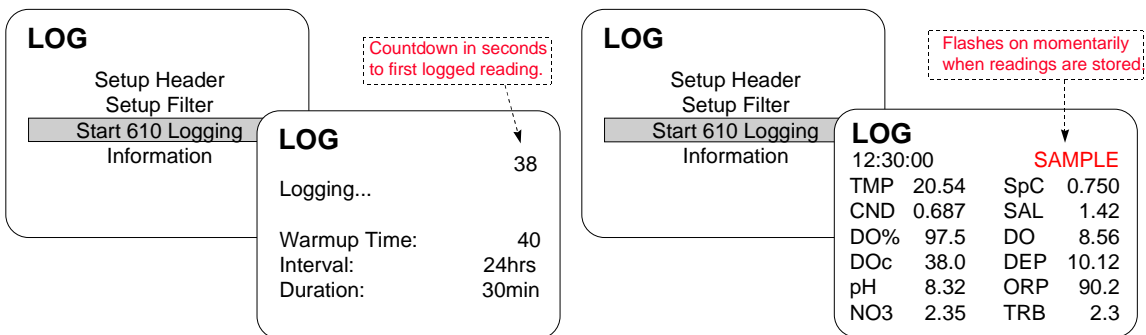 LOG
Setup Header
Setup Filter
Start 610 Logging
Information
Countdown in seconds
to first logged reading.
LOG
38
Logging...
Warmup Time: 40
Interval: 24hrs
Duration: 30min
LOG
Setup Header
Setup Filter
Start 610 Logging
Information
Flashes on momentarily
when readings are stored
LOG
12:30:00 SAMPLE
TMP 20.54 SpC 0.750
CND 0.687 SAL 1.42
DO% 97.5 DO 8.56
DOc 38.0 DEP 10.12
pH 8.32 ORP 90.2
NO3 2.35 TRB 2.3